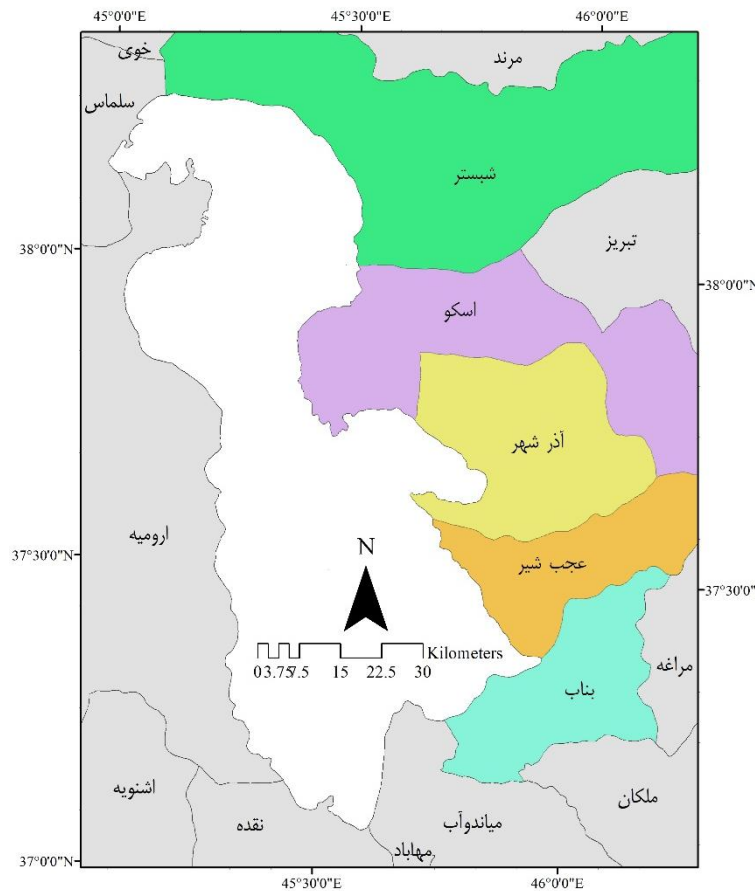 45°0'0"E 45°30'0"E 46°0'0"E
خوی
مرند
سلماس
شبستر
تبریز
38°0'0"N
38°0'0"N
اسکو
آذر شهر
ارومیه
37°30'0"N
عجب شیر
37°30'0"N
N
Kilometers
0 3.75 7.5 15 22.5 30
مراغه
بناب
اشنویه
ملکان
نقده
میاندوآب
مهاباد
37°0'0"N
45°30'0"E 46°0'0"E